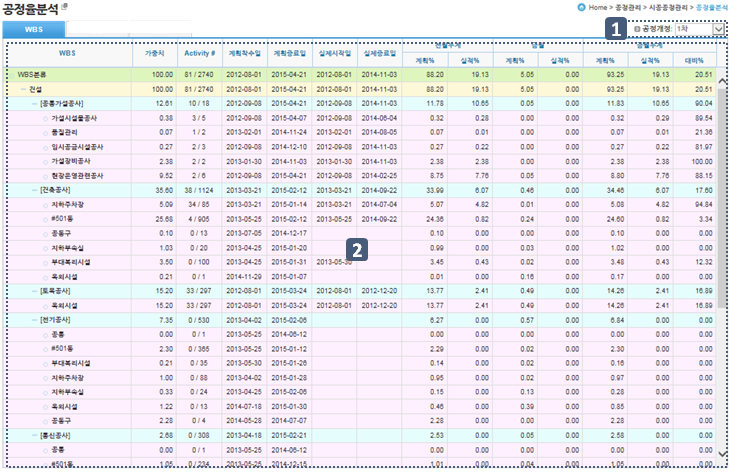 공정율분석
Home > 공정관리 > 시공중공정관리 > 공정율분석
WBS
1
공정개정: 1차
WBS 가중치 Activity # 계획착수일 계획종료일 실제시작일 실제종료일 전월누계 금월 금월누계
계획% 실적% 계획% 실적% 계획% 실적% 대비%
WBS분류 100.00 81 / 2740 2012-08-01 2015-04-21 2012-08-01 2014-11-03 88.20 19.13 5.05 0.00 93.25 19.13 20.51
건설 100.00 81 / 2740 2012-08-01 2015-04-21 2012-08-01 2014-11-03 88.20 19.13 5.05 0.00 93.25 19.13 20.51
[공통가설공사] 12.61 10 / 18 2012-09-08 2015-04-21 2012-09-08 2014-11-03 11.78 10.65 0.05 0.00 11.83 10.65 90.04
가설시설물공사 0.38 3 / 5 2012-09-08 2015-04-07 2012-09-08 2014-06-04 0.32 0.28 0.00 0.00 0.32 0.29 89.54
품질관리 0.07 1 / 2 2013-02-01 2014-11-24 2013-02-01 2014-08-05 0.07 0.01 0.00 0.00 0.07 0.01 21.36
임시공급시설공사 0.27 2 / 3 2012-09-08 2014-12-10 2012-09-08 2014-11-03 0.27 0.22 0.00 0.00 0.27 0.22 81.97
가설장비공사 2.38 2 / 2 2013-01-30 2014-11-03 2013-01-30 2014-11-03 2.38 2.38 0.00 0.00 2.38 2.38 100.00
현장운영관련공사 9.52 2 / 6 2012-09-08 2015-04-21 2012-09-08 2014-02-25 8.75 7.76 0.05 0.00 8.80 7.76 88.15
[건축공사] 35.60 38 / 1124 2013-03-21 2015-02-12 2013-03-21 2014-09-22 33.99 6.07 0.46 0.00 34.46 6.07 17.60
지하주차장 5.09 34 / 85 2013-03-21 2015-01-14 2013-03-21 2014-07-04 5.07 4.82 0.01 0.00 5.08 4.82 94.84
#501동 25.68 4 / 905 2013-05-25 2015-02-12 2013-05-25 2014-09-22 24.36 0.82 0.24 0.00 24.60 0.82 3.34
공동구 0.10 0 / 13 2013-07-05 2014-12-17 0.10 0.00 0.00 0.00 0.10 0.00 0.00
지하부속실 1.03 0 / 20 2013-04-25 2015-01-20 0.99 0.00 0.03 0.00 1.02 0.00 0.00
부대복리시설 3.50 0 / 100 2013-04-25 2015-01-31 2013-05-30 3.45 0.43 0.02 0.00 3.48 0.43 12.32
2
옥외시설 0.21 0 / 1 2014-11-29 2015-01-07 0.01 0.00 0.16 0.00 0.17 0.00 0.00
[토목공사] 15.20 33 / 297 2012-08-01 2015-03-24 2012-08-01 2012-12-20 13.77 2.41 0.49 0.00 14.26 2.41 16.89
옥외시설 15.20 33 / 297 2012-08-01 2015-03-24 2012-08-01 2012-12-20 13.77 2.41 0.49 0.00 14.26 2.41 16.89
[전기공사] 7.35 0 / 530 2013-04-02 2015-02-06 6.27 0.00 0.57 0.00 6.84 0.00 0.00
공통 0.00 0 / 1 2013-05-25 2014-06-12 0.00 0.00 0.00 0.00 0.00 0.00 0.00
#501동 2.30 0 / 365 2013-05-25 2015-01-12 2.29 0.00 0.02 0.00 2.30 0.00 0.00
부대복리시설 0.21 0 / 35 2013-05-30 2015-01-26 0.14 0.00 0.02 0.00 0.16 0.00 0.00
지하주차장 1.00 0 / 88 2013-04-02 2015-01-28 0.95 0.00 0.02 0.00 0.97 0.00 0.00
지하부속실 0.33 0 / 24 2013-04-25 2015-02-06 0.15 0.00 0.13 0.00 0.28 0.00 0.00
옥외시설 1.22 0 / 13 2014-07-18 2015-01-30 0.46 0.00 0.39 0.00 0.85 0.00 0.00
공동구 2.28 0 / 4 2014-05-28 2014-07-07 2.28 0.00 0.00 0.00 2.28 0.00 0.00
[통신공사] 2.68 0 / 308 2013-04-18 2015-02-21 2.53 0.00 0.05 0.00 2.58 0.00 0.00
공통 0.00 0 / 1 2013-05-25 2014-06-12 0.00 0.00 0.00 0.00 0.00 0.00 0.00
#501동 1.05 0 / 234 2013-05-25 2014-12-15 1.01 0.00 0.04 0.00 1.05 0.00 0.00